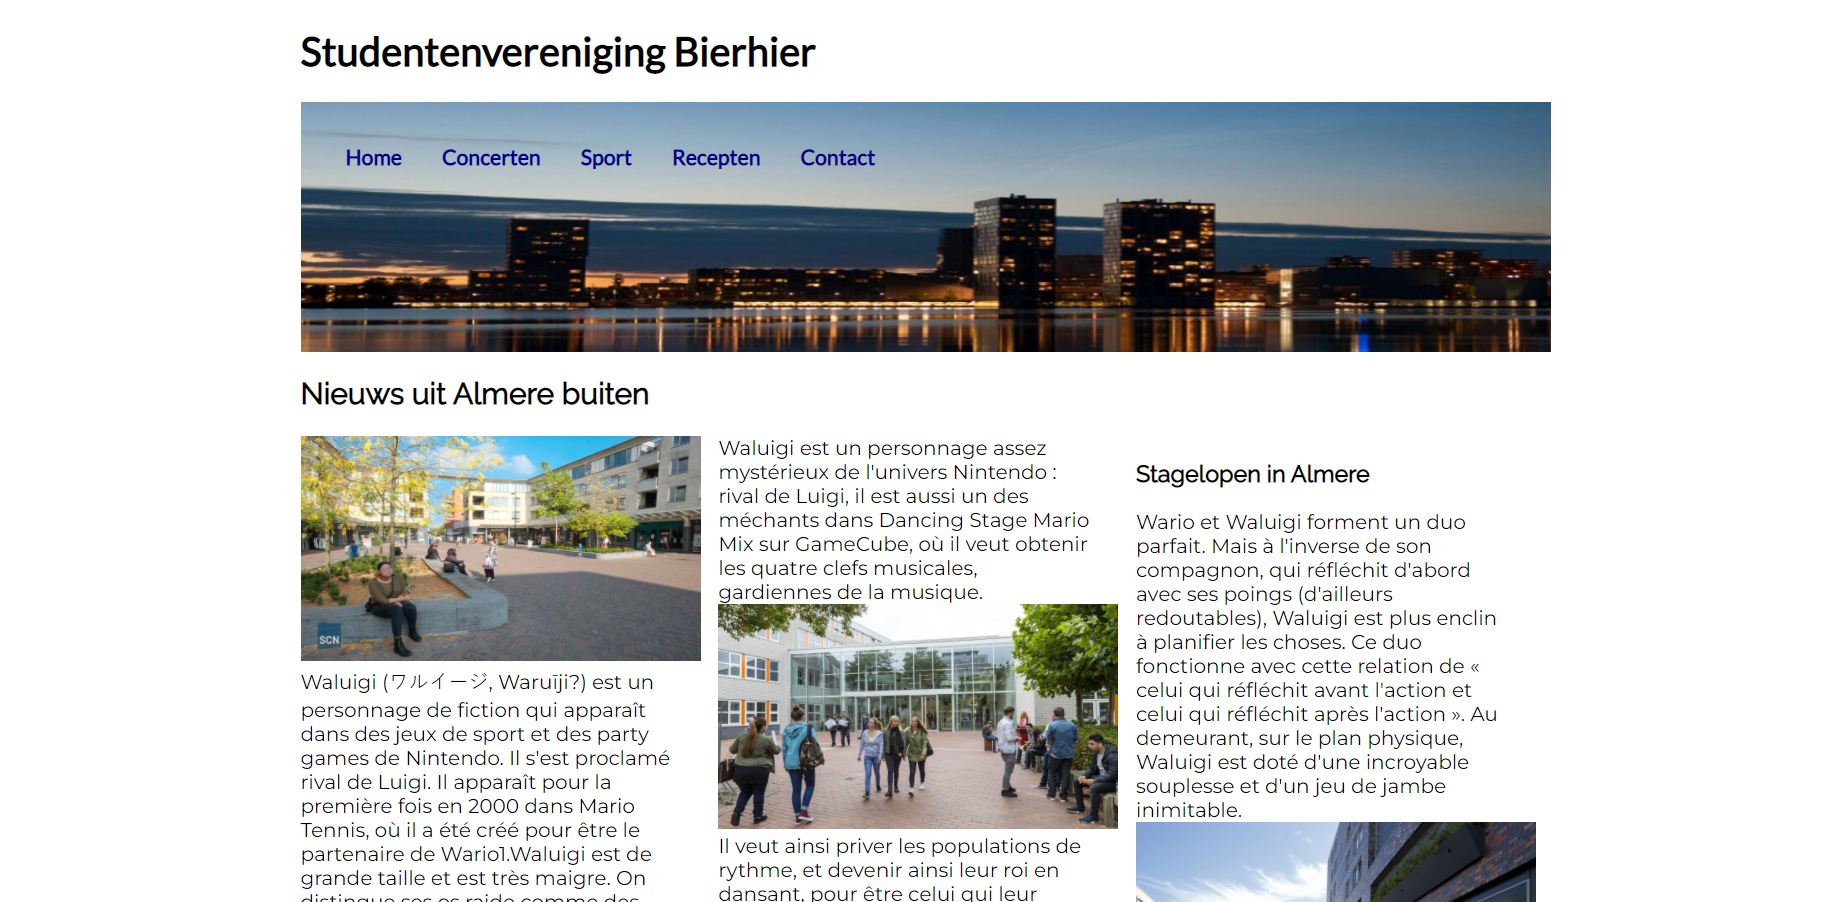 Studentenvereniging Bierhier
Home Concerten Sport Recepten Contact
Nieuws uit Almere buiten
SCN
Waluigi (ワルイージ, Waruīji?) est un
personnage de fiction qui apparaît
dans des jeux de sport et des party
games de Nintendo. Il s'est proclamé
rival de Luigi. Il apparaît pour la
première fois en 2000 dans Mario
Tennis, où il a été créé pour être le
partenaire de Wario1.Waluigi est de
grande taille et est très maigre. On
distingue ses os raide comme des
Waluigi est un personnage assez
mystérieux de l'univers Nintendo :
rival de Luigi, il est aussi un des
méchants dans Dancing Stage Mario
Mix sur GameCube, où il veut obtenir
les quatre clefs musicales,
gardiennes de la musique.
Il veut ainsi priver les populations de
rythme, et devenir ainsi leur roi en
dansant, pour être celui qui leur
Stagelopen in Almere
Wario et Waluigi forment un duo
parfait. Mais à l'inverse de son
compagnon, qui réfléchit d'abord
avec ses poings (d'ailleurs
redoutables), Waluigi est plus enclin
à planifier les choses. Ce duo
fonctionne avec cette relation de «
celui qui réfléchit avant l'action et
celui qui réfléchit après l'action ». Au
demeurant, sur le plan physique,
Waluigi est doté d'une incroyable
souplesse et d'un jeu de jambe
inimitable.